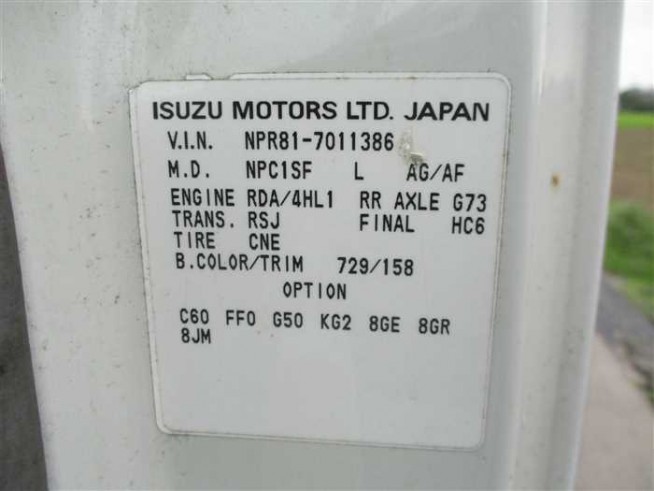 ISUZU MOTORS LTD. JAPAN
V.I.N. NPR81-7011386
M.D. NPC1SF L AG/AF
ENGINE RDA/4HL1 RR AXLE G73
TRANS. RSJ FINAL HC6
TIRE CNE
B.COLOR/TRIM 729/158
OPTION
C60 FF0 G50 KG2 8GE 8GR
8JM